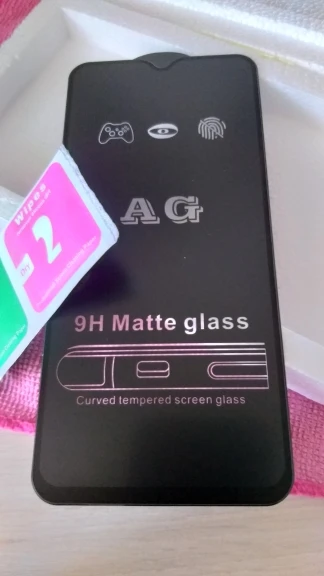 AG
Wipes
2
9H Matte glass
Curved tempered screen glass